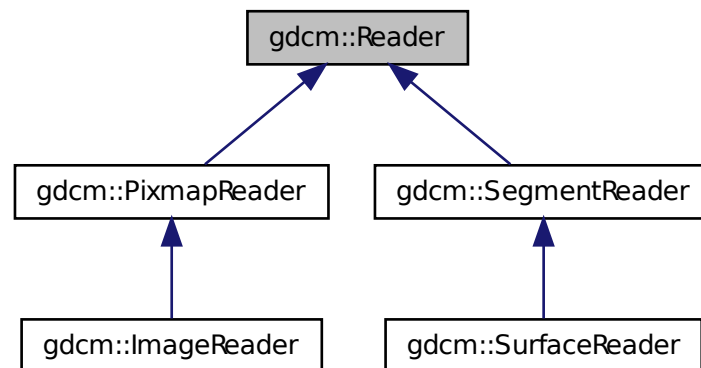 gdcm::Reader
gdcm::PixmapReader
gdcm::SegmentReader
gdcm::ImageReader
gdcm::SurfaceReader